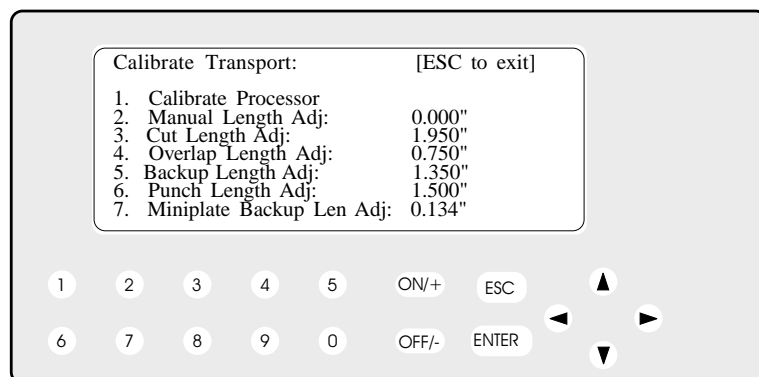 Calibrate Transport: [ESC to exit]
1. Calibrate Processor
2. Manual Length Adj: 0.000"
3. Cut Length Adj: 1.950"
4. Overlap Length Adj: 0.750"
5. Backup Length Adj: 1.350"
6. Punch Length Adj: 1.500"
7. Miniplate Backup Len Adj: 0.134"
1 2 3 4 5 ON/+ ESC
6 7 8 9 0 OFF/- ENTER